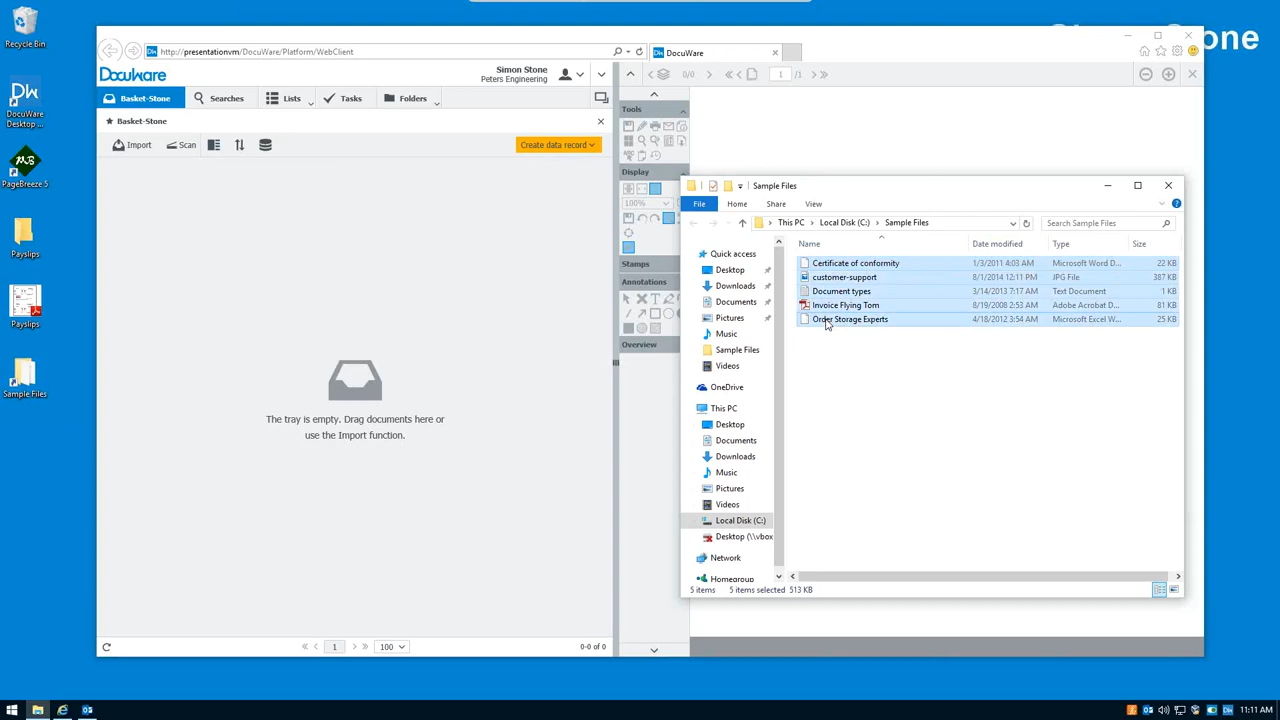 Recycle Bin
DocuWare
Desktop ...
PageBreeze 5
Payslips
Payslips
Sample Files
Stone
http://presentationvm/DocuWare/Platform/WebClient
DocuWare
DocuWare
Simon Stone
Peters Engineering
0/0
1 /1
Basket-Stone
Searches
Lists
Tasks
Folders
Basket-Stone
Import
Scan
Create data record
The tray is empty. Drag documents here or
use the Import function.
1
100
0-0 of 0
Tools
Display
100%
Stamps
Annotations
Overview
Sample Files
File
Home
Share
View
This PC
Local Disk (C:)
Sample Files
Search Sample Files
Name
Date modified
Type
Size
Certificate of conformity
1/3/2011 4:03 AM
Microsoft Word D...
22 KB
customer-support
8/1/2014 12:11 PM
JPG File
387 KB
Document types
3/14/2013 7:17 AM
Text Document
1 KB
Invoice Flying Tom
8/19/2008 2:53 AM
Adobe Acrobat D...
81 KB
Order Storage Experts
4/18/2012 3:54 AM
Microsoft Excel W...
25 KB
Quick access
Desktop
Downloads
Documents
Pictures
Music
Sample Files
Videos
OneDrive
This PC
Desktop
Documents
Downloads
Music
Pictures
Videos
Local Disk (C:)
Desktop (\\vbox
Network
Homegroup
5 items
5 items selected 513 KB
11:11 AM